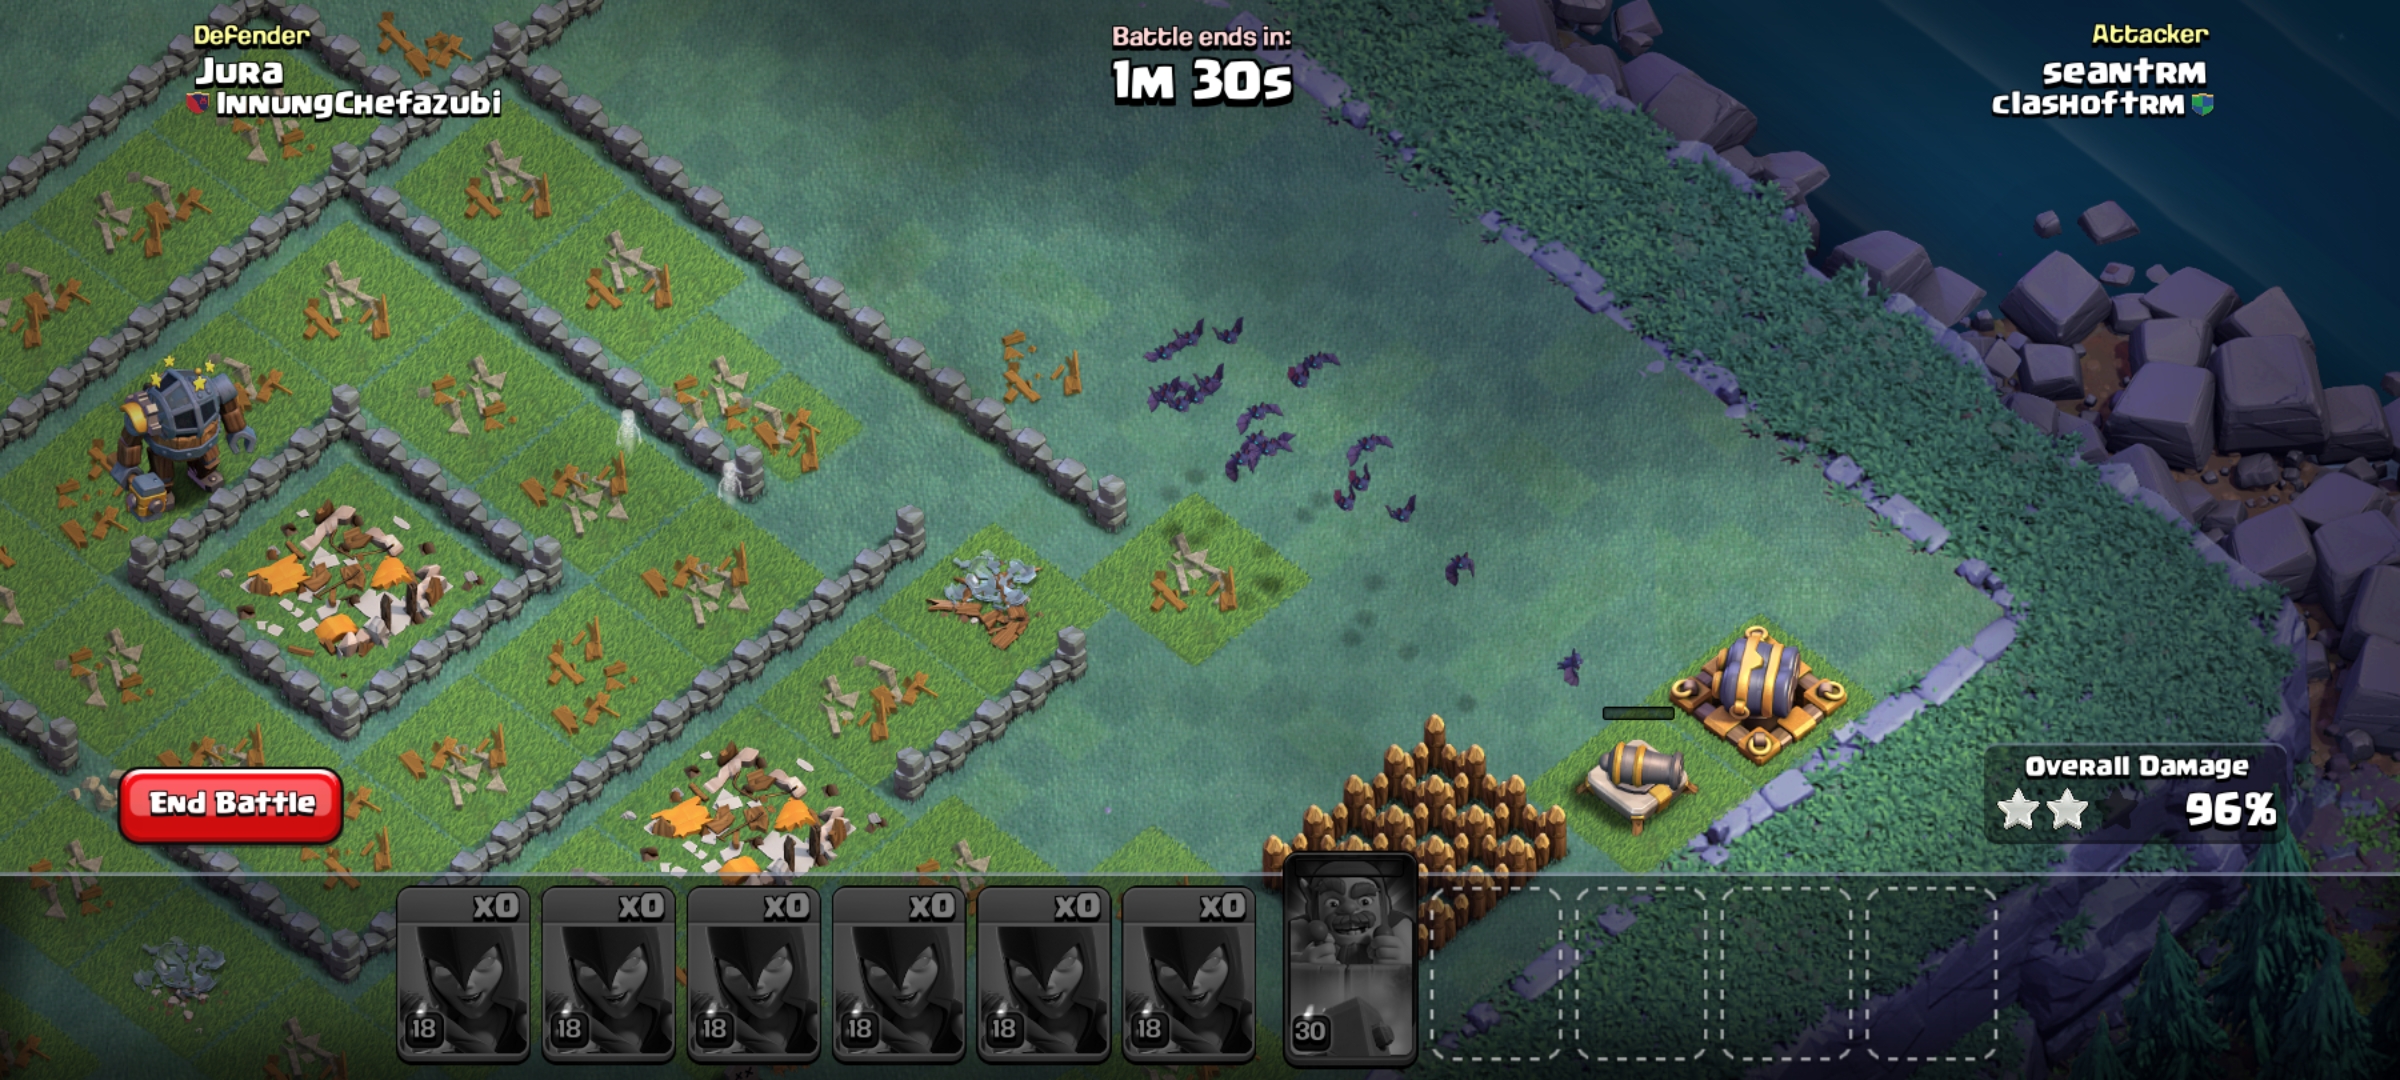 Defender
Jura
InnungChefazubi
Battle ends in:
1M 30S
Attacker
seantRM
clashoftRM
End Battle
Overall Damage
96%
x0 x0 x0 x0 x0 x0
18 18 18 18 18 18 30